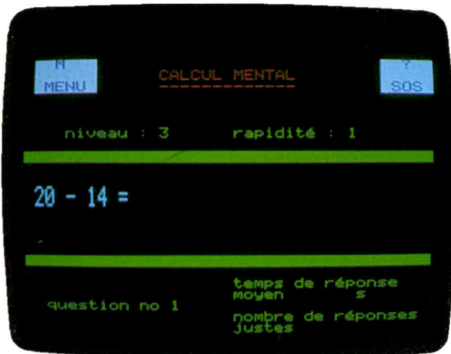 M
MENU
CALCUL MENTAL
?
SOS
niveau : 3 rapidité : 1
20 - 14 =
question no 1
temps de réponse
moyen s
nombre de réponses
justes